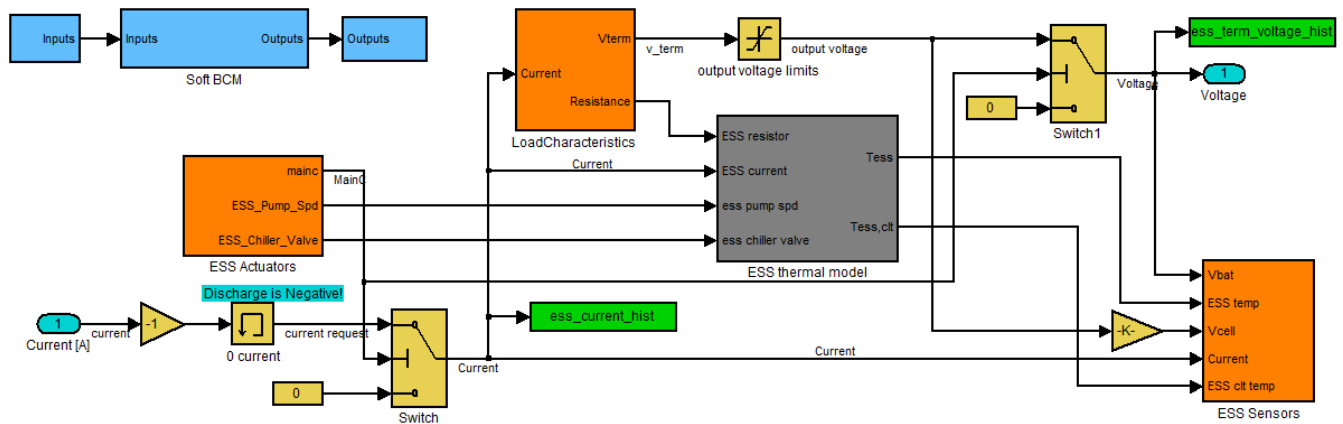 Inputs
Inputs
Outputs
Outputs
Soft BCM
Vterm
Current
Resistance
LoadCharacteristics
v_term
output voltage limits
output voltage
ess_term_voltage_hist
Voltage
1
Voltage
0
Switch1
mainc
MainC
ESS_Pump_Spd
ESS_Chiller_Valve
ESS Actuators
Current
ESS resistor
ESS current
ess pump spd
ess chiller valve
Tess
Tess,clt
ESS thermal model
Discharge is Negative!
1
Current [A]
current
-1
0 current
current request
0
Switch
Current
ess_current_hist
Current
-K-
Vbat
ESS temp
Vcell
Current
ESS clt temp
ESS Sensors